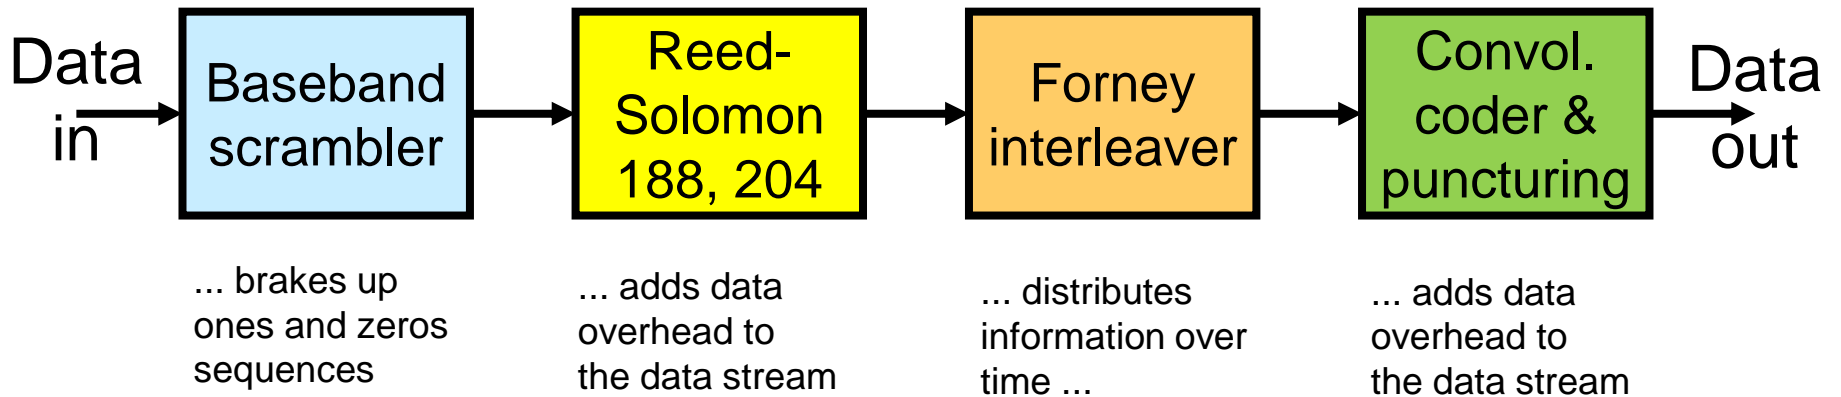 Data
in
Baseband
scrambler
Reed-
Solomon
188, 204
Forney
interleaver
Convol.
coder &
puncturing
Data
out
... brakes up
ones and zeros
sequences
... adds data
overhead to
the data stream
... distributes
information over
time ...
... adds data
overhead to
the data stream